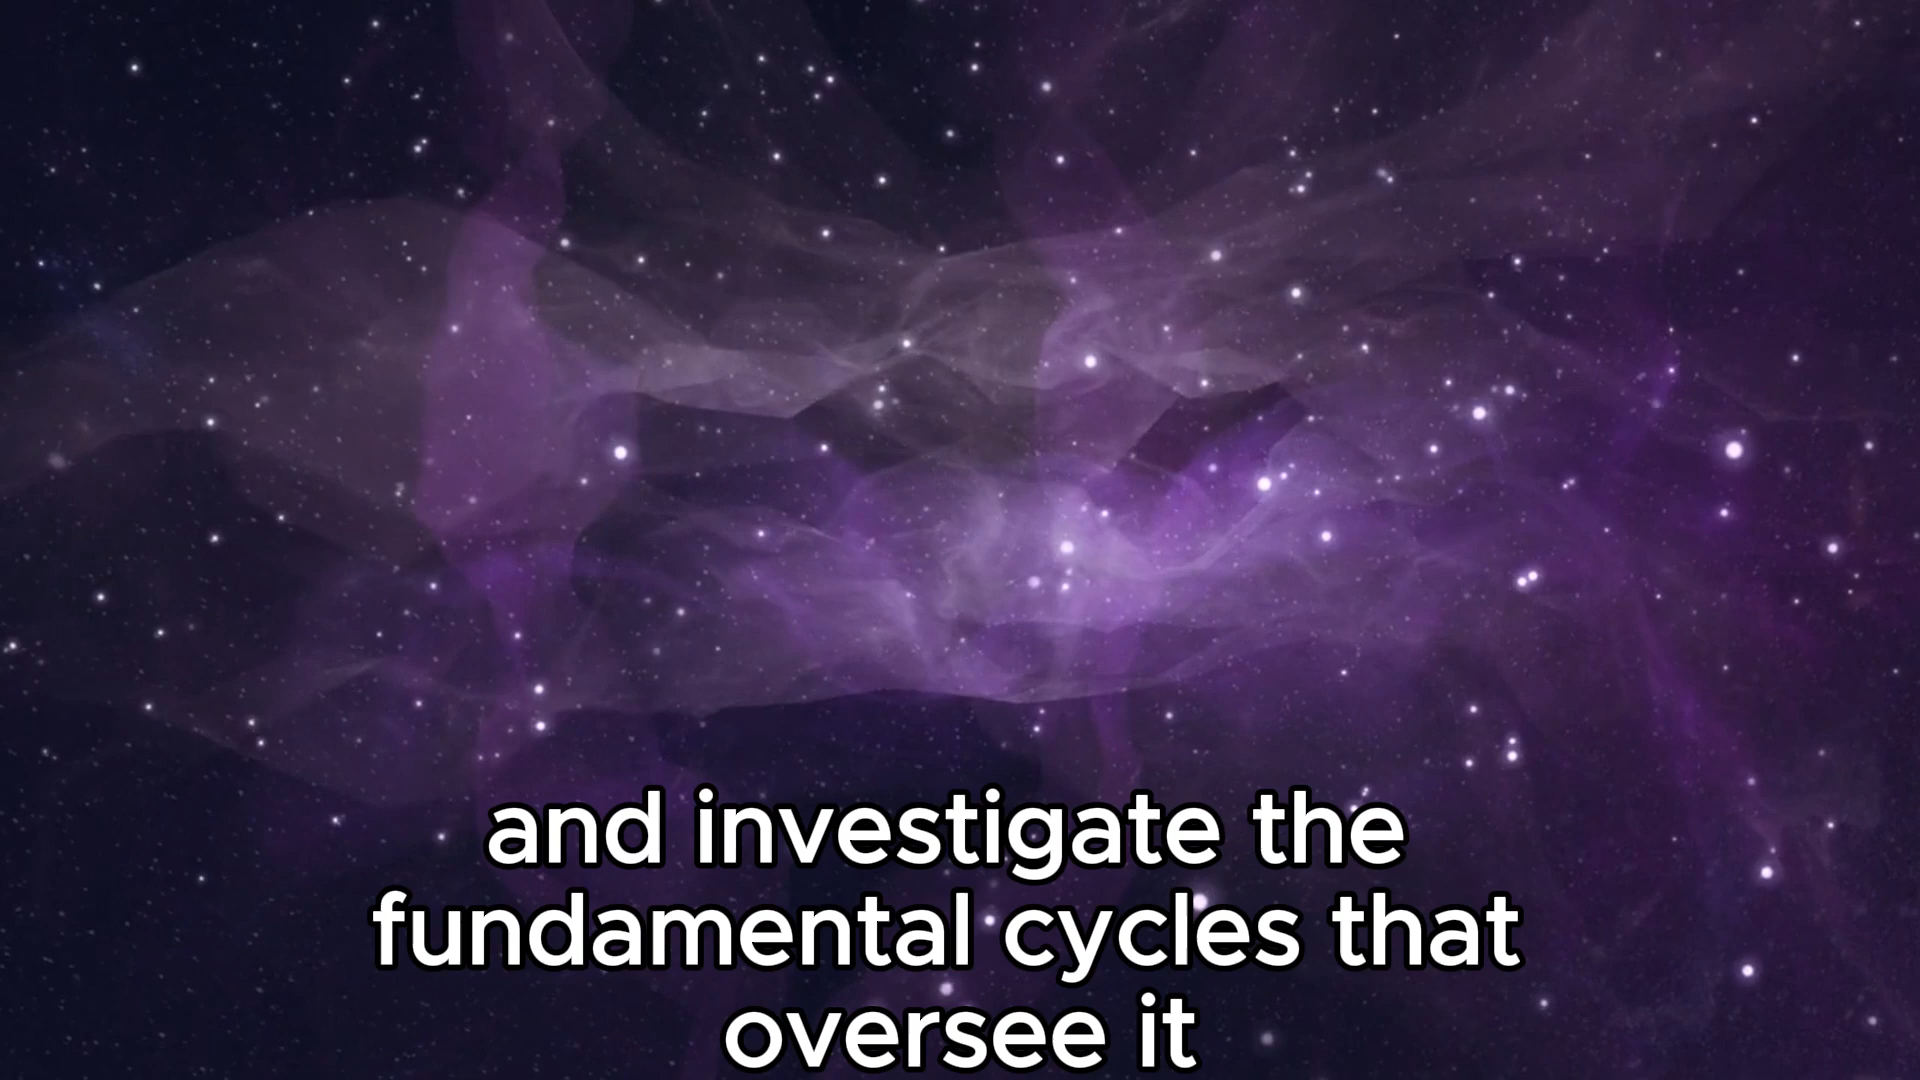 and investigate the
fundamental cycles that
oversee it